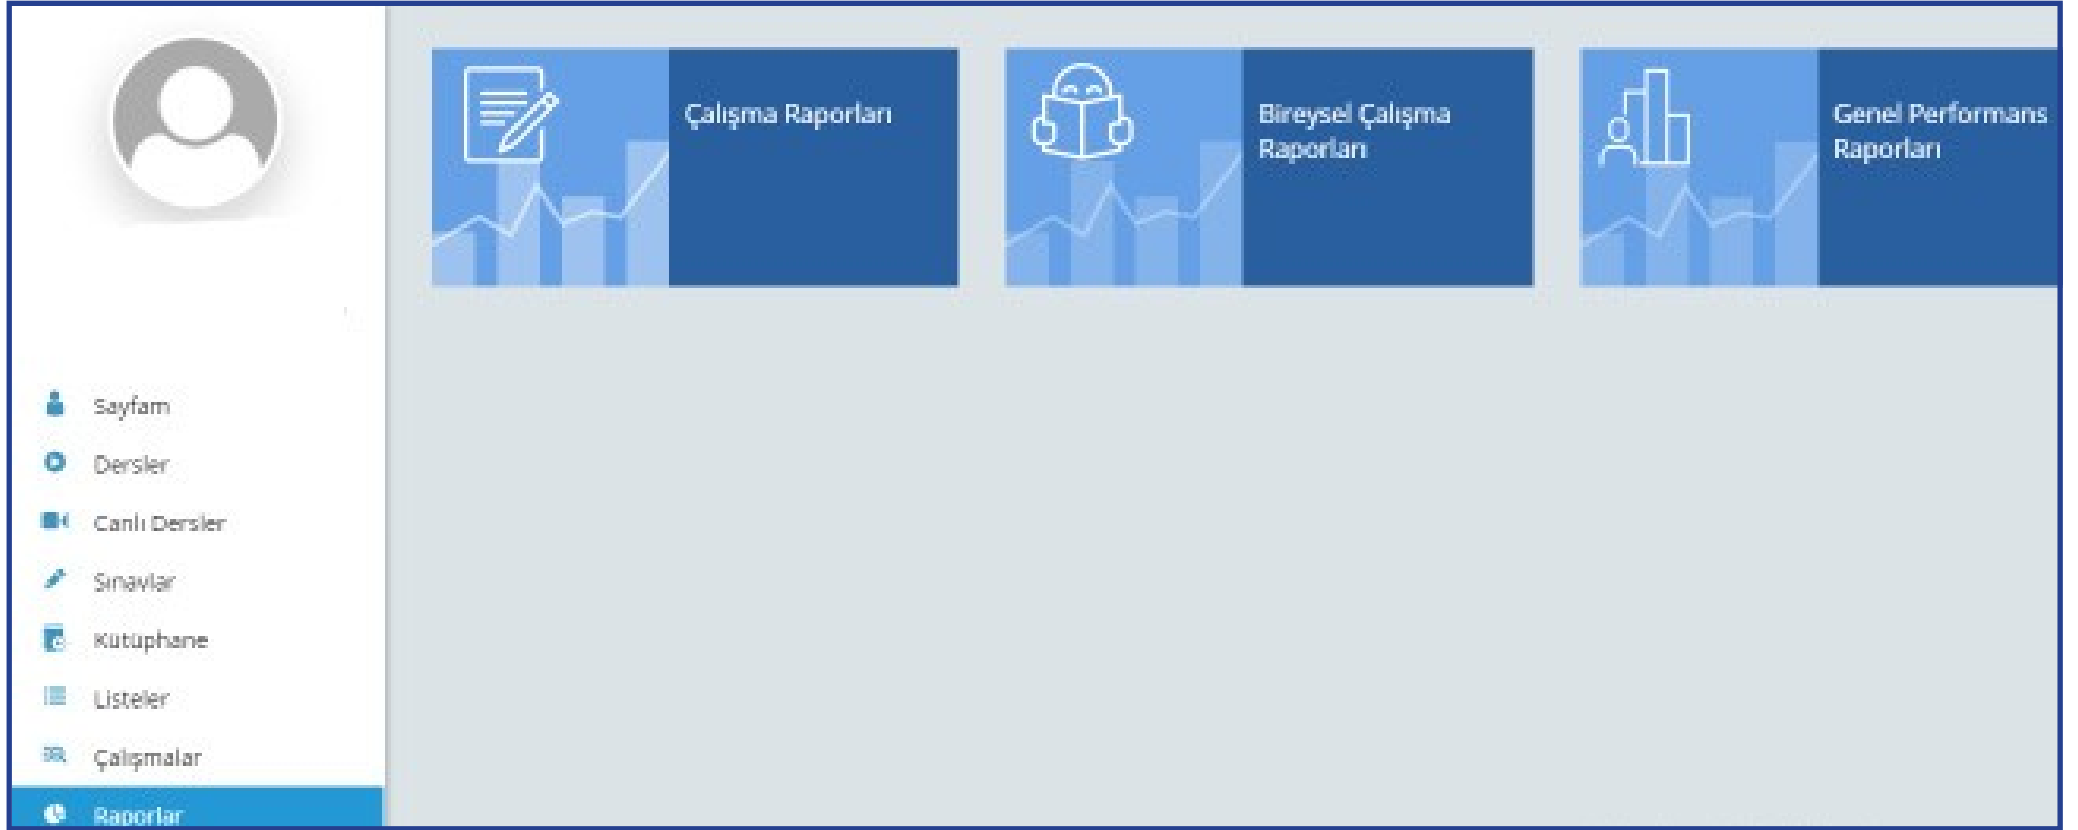 Çalışma Raporları
Bireysel Çalışma
Raporları
Genel Performans
Raporları
Sayfam
Dersler
Canlı Dersler
Sınavlar
Kütüphane
Listeler
Çalışmalar
Raporlar